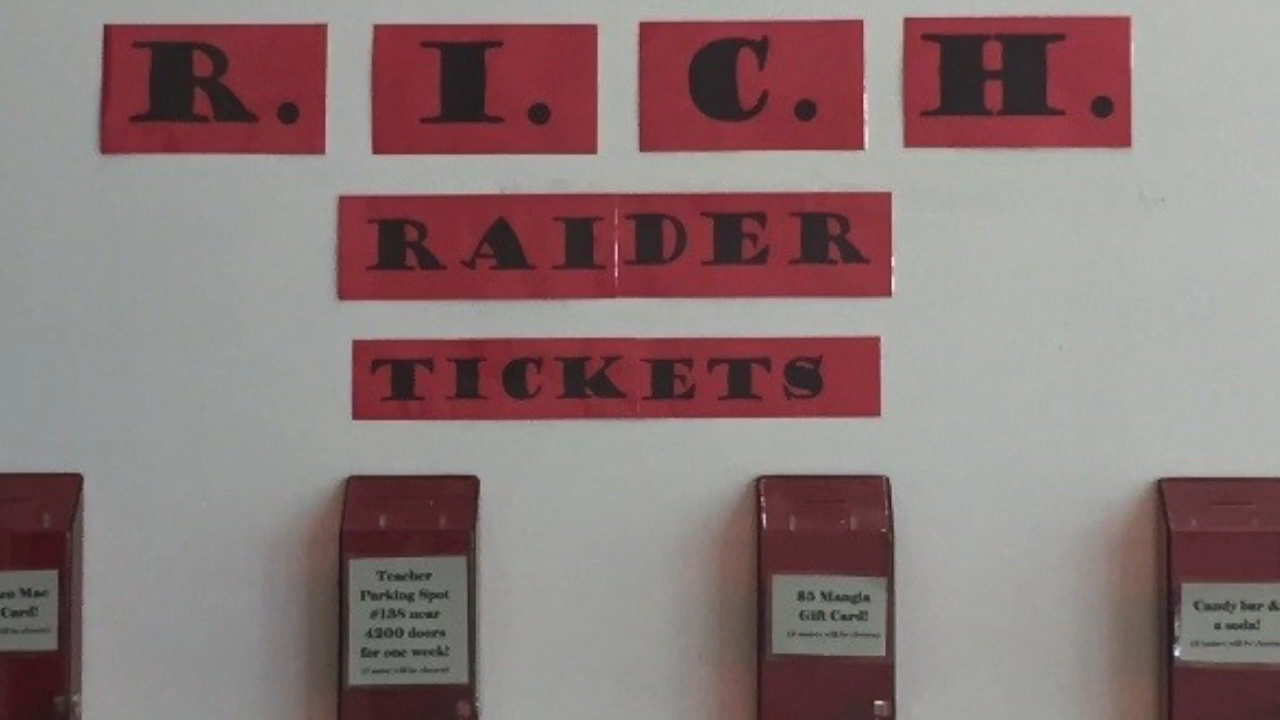 R. I. C. H.
RAIDER
TICKETS
Mac
Card!
Teacher
Parking Spot
#138 near
4200 doors
for one week!
$5 Mangia
Gift Card!
Candy bar &
a soda!